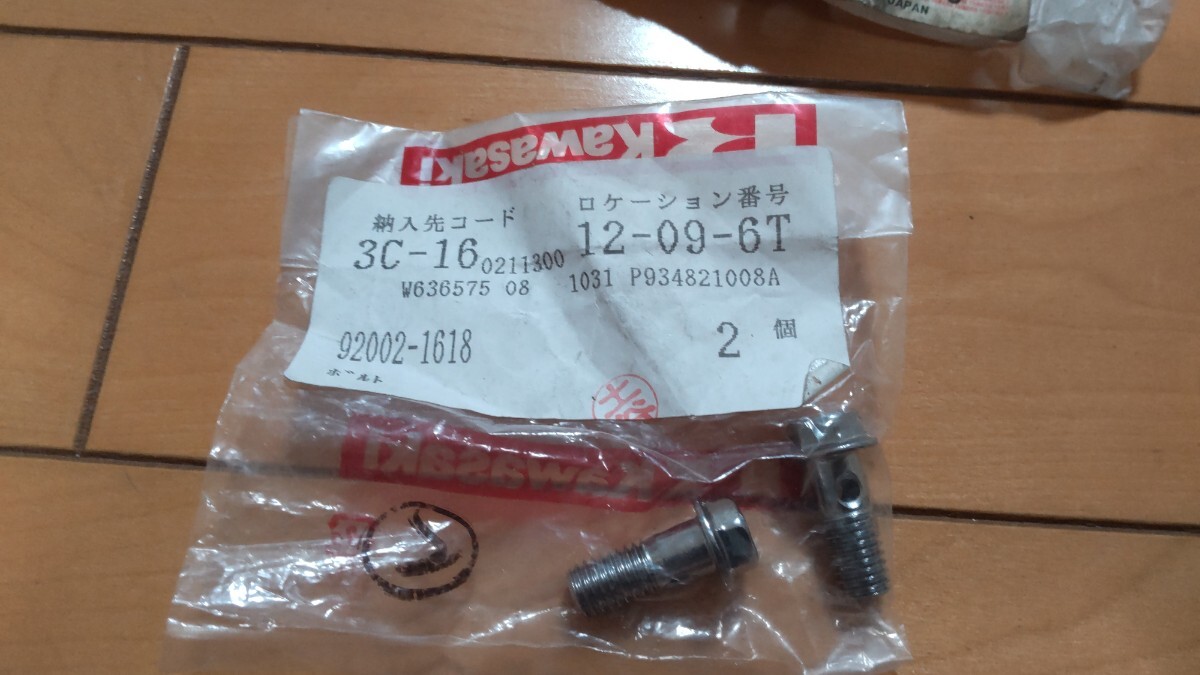 JAPAN
Kawasaki
納入先コード ロケーション番号
3C-16 0211300 12-09-6T
W636575 08 1031 P934821008A
92002-1618 2 個
ボルト
Kawasaki